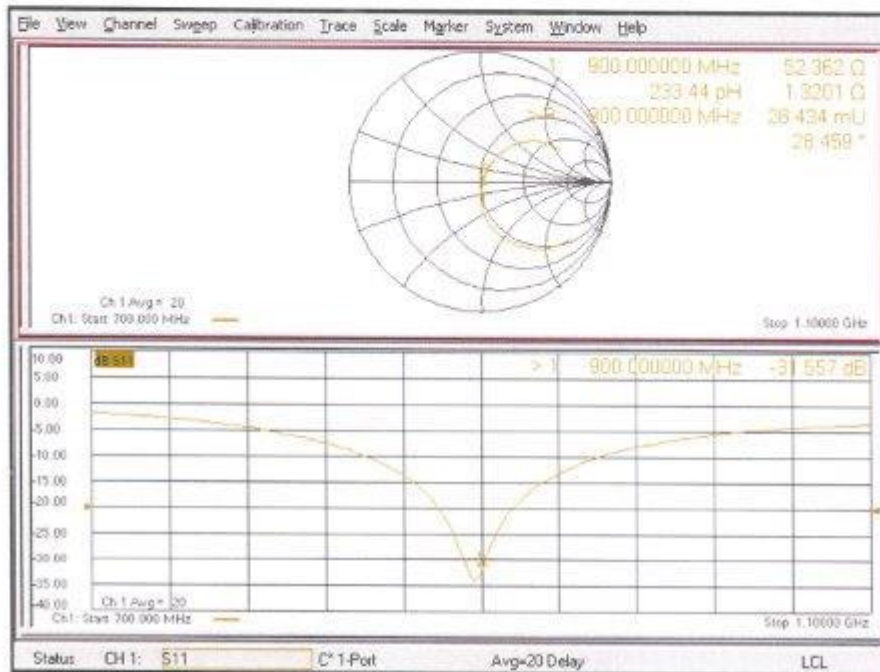 File View Channel Sweep Calibration Trace Scale Marker System Window Help
1: 900.000000 MHz 52.362 Ω
233.44 pH 1.3201 Ω
900.000000 MHz 26.434 mU
28.459 °
Ch 1 Avg = 20
Ch1: Start 700.000 MHz
Stop 1.10000 GHz
10.00
dB S11
> 1 900.000000 MHz -31.557 dB
5.00
0.00
-5.00
-10.00
-15.00
-20.00
-25.00
-30.00
-35.00
-40.00
Ch 1 Avg = 20
Ch1: Start 700.000 MHz
Stop 1.10000 GHz
Status CH 1: S11 C* 1-Port Avg=20 Delay LCL